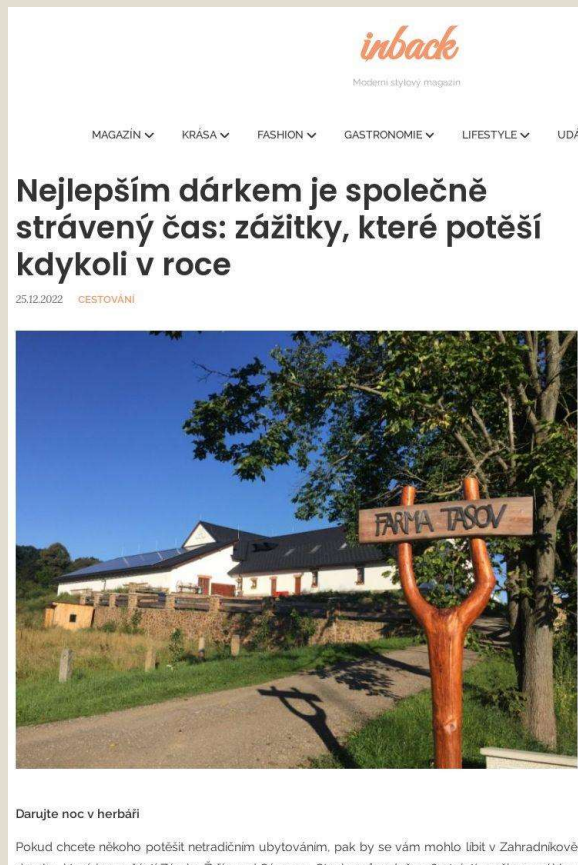 inback
Moderní stylový magazín
MAGAZÍN KRÁSA FASHION GASTRONOMIE LIFESTYLE
Nejlepším dárkem je společně
strávený čas: zážitky, které potěší
kdykoli v roce
25.12.2022 CESTOVÁNÍ
FARMA TASOV
Darujte noc v herbáři
Pokud chcete někoho potěšit netradičním ubytováním, pak by se vám mohlo líbit v Zahradníkově